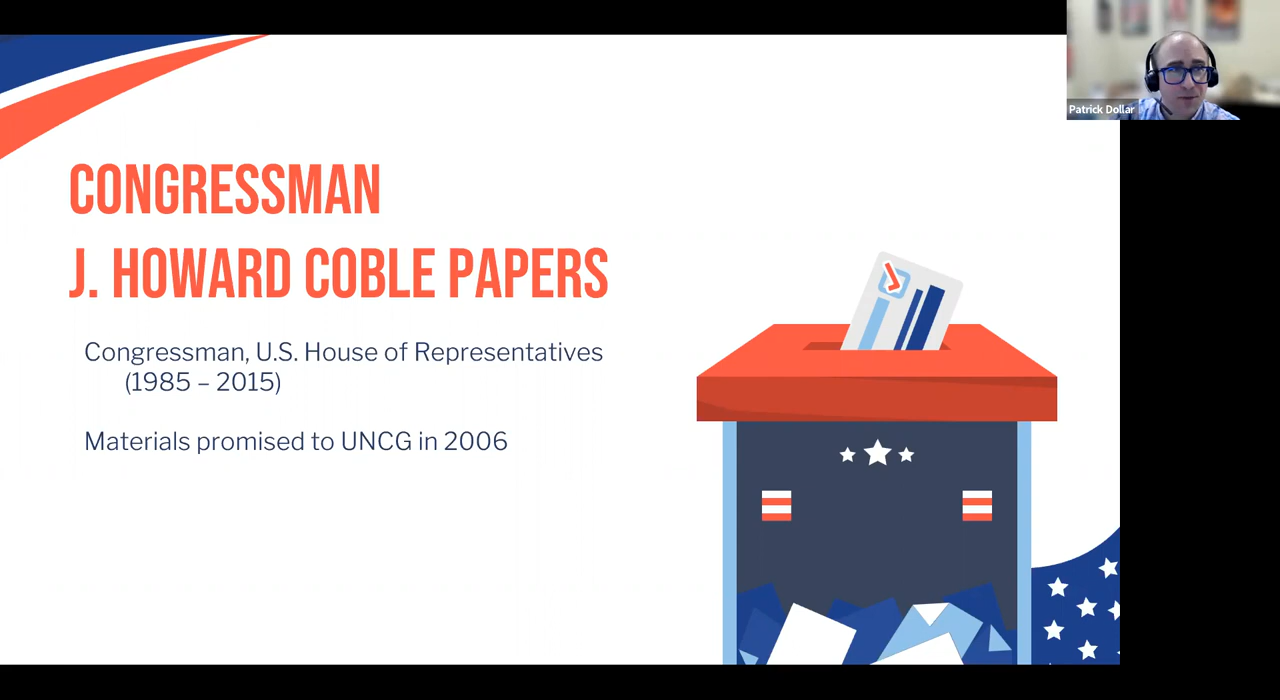 CONGRESSMAN
J. HOWARD COBLE PAPERS
Congressman, U.S. House of Representatives
(1985 – 2015)
Materials promised to UNCG in 2006
Patrick Dollar